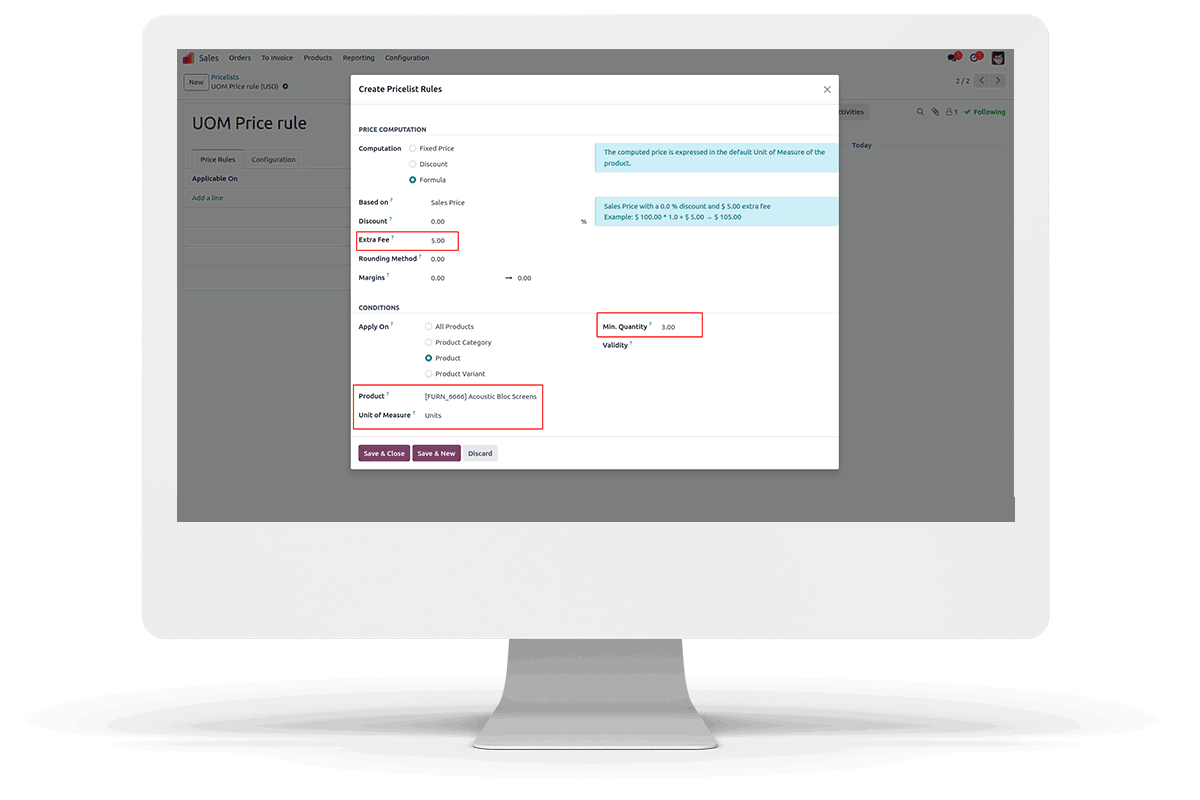 Sales Orders To Invoice Products Reporting Configuration
New Pricelists
UOM Price rule (USD)
2 / 2
UOM Price rule
ctivities
1 Following
Today
Price Rules Configuration
Applicable On
Add a line
Create Pricelist Rules
PRICE COMPUTATION
Computation Fixed Price
Discount
Formula
The computed price is expressed in the default Unit of Measure of the
product.
Based on ? Sales Price
Discount ? 0.00 %
Extra Fee ? 5.00
Rounding Method ? 0.00
Margins ? 0.00 → 0.00
Sales Price with a 0.0 % discount and $ 5.00 extra fee
Example: $ 100.00 * 1.0 + $ 5.00 → $ 105.00
CONDITIONS
Apply On ? All Products
Product Category
Product
Product Variant
Min. Quantity ? 3.00
Validity ?
Product ? [FURN_6666] Acoustic Bloc Screens
Unit of Measure ? Units
Save & Close Save & New Discard